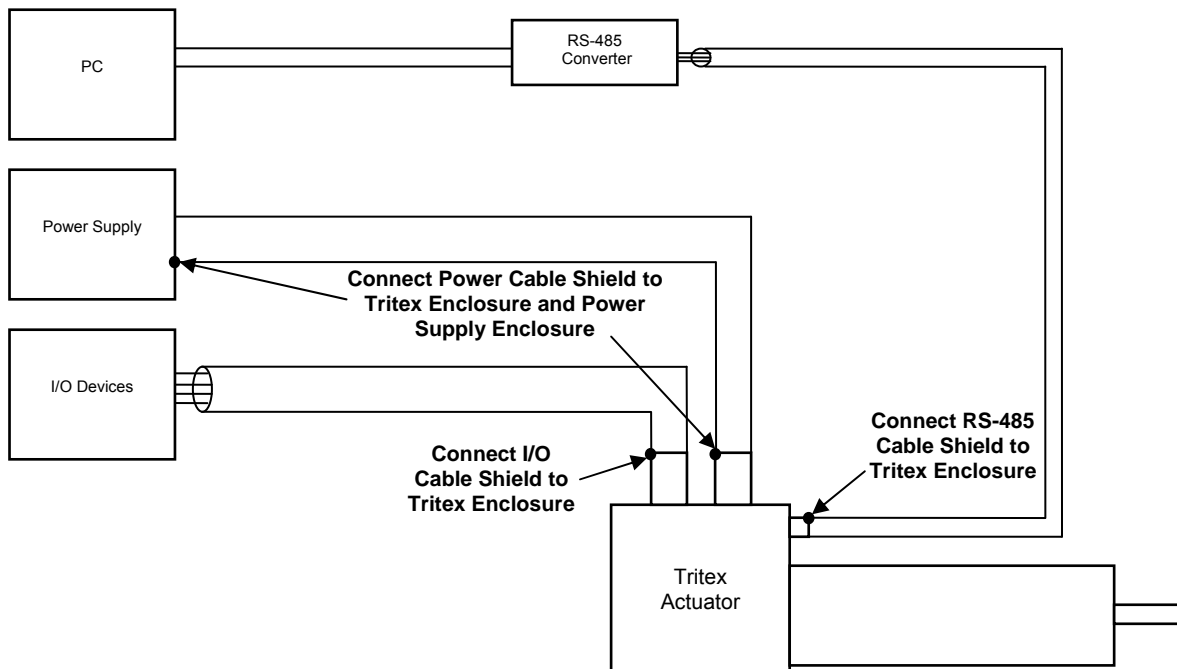 PC
RS-485
Converter
Power Supply
Connect Power Cable Shield to
Tritex Enclosure and Power
Supply Enclosure
I/O Devices
Connect I/O
Cable Shield to
Tritex Enclosure
Connect RS-485
Cable Shield to
Tritex Enclosure
Tritex
Actuator